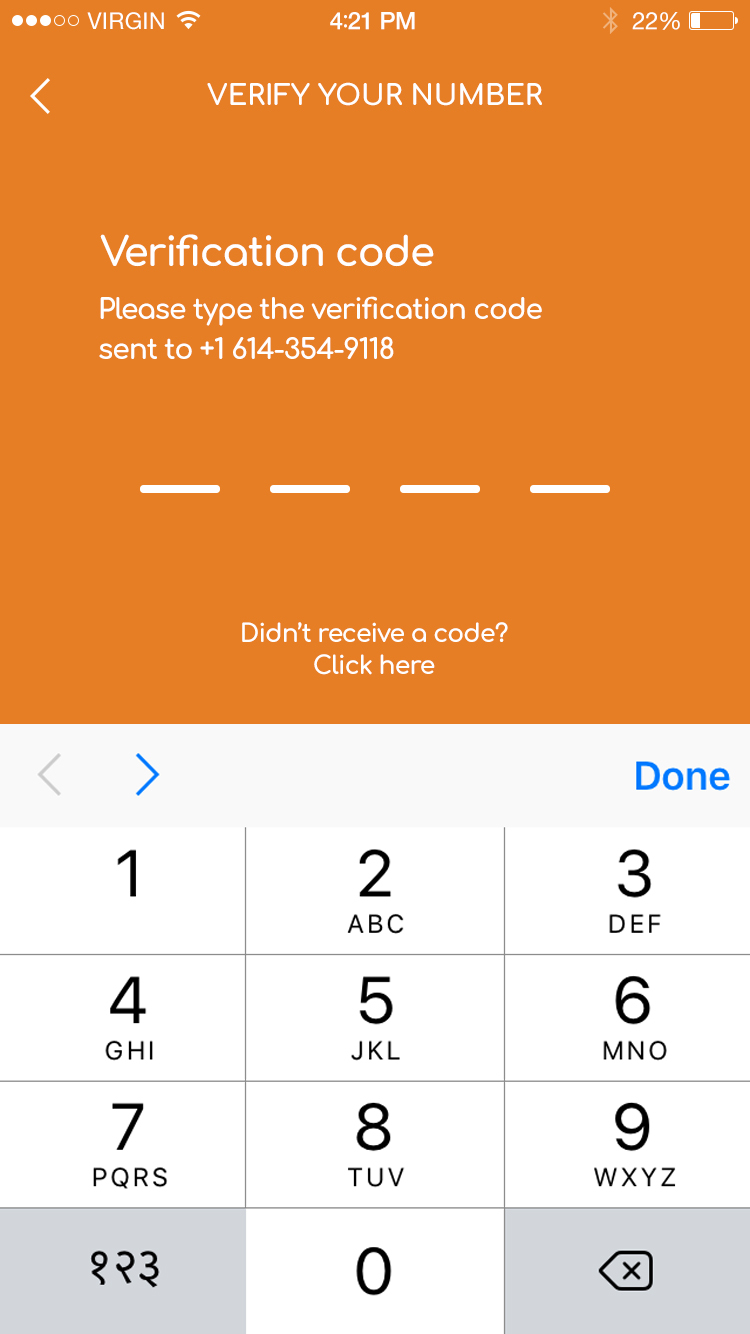 VIRGIN 4:21 PM 22%
VERIFY YOUR NUMBER
Verification code
Please type the verification code
sent to +1 614-354-9118
Didn't receive a code?
Click here
Done
1 2 3
ABC DEF
4 5 6
GHI JKL MNO
7 8 9
PQRS TUV WXYZ
१२३ 0